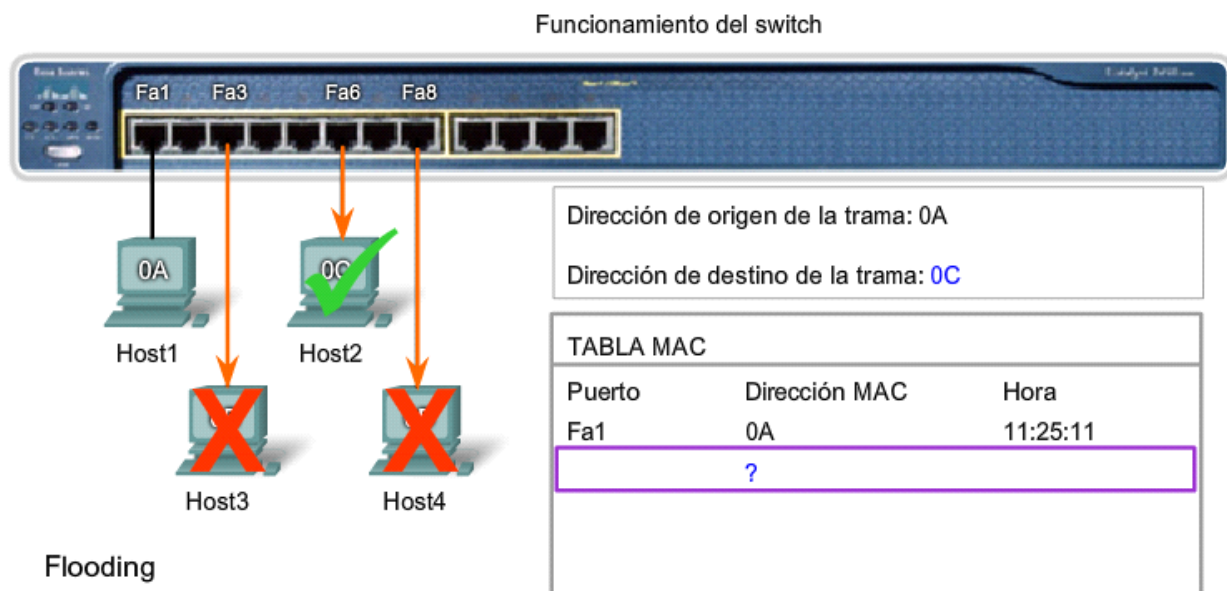 Funcionamiento del switch
Fa1 Fa3 Fa6 Fa8
Dirección de origen de la trama: 0A
Dirección de destino de la trama: 0C
0A
Host1 Host2
Host3 Host4
TABLA MAC
Puerto Dirección MAC Hora
Fa1 0A 11:25:11
?
Flooding